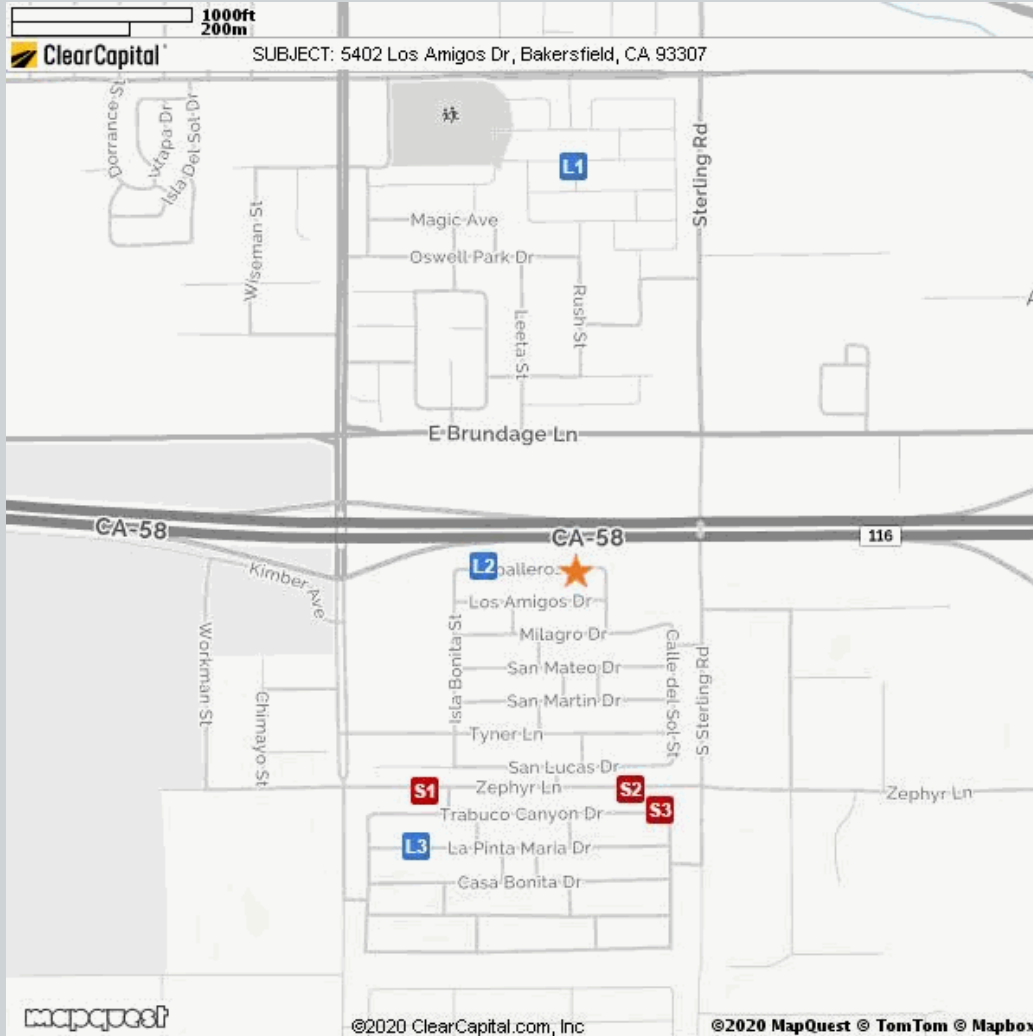 1000ft
200m
ClearCapital SUBJECT: 5402 Los Amigos Dr, Bakersfield, CA 93307
Dorrance St
Ixtapa Dr
Isla Del Sol Dr
L1
Sterling Rd
Wiseman St
Magic Ave
Oswell Park Dr
Leeta St
Rush St
A
E Brundage Ln
CA-58
CA-58
116
L2
ballero
Kimber Ave
Los Amigos Dr
Milagro Dr
Workman St
Isla Bonita St
San Mateo Dr
Calle del Sol St
S Sterling Rd
Chimayo St
San Martin Dr
Tyner Ln
San Lucas Dr
S1
Zephyr Ln
S2
Zephyr Ln
Trabuco Canyon Dr
S3
L3
La Pinta Maria Dr
Casa Bonita Dr
mapquest
©2020 ClearCapital.com, Inc
©2020 MapQuest © TomTom © Mapbox